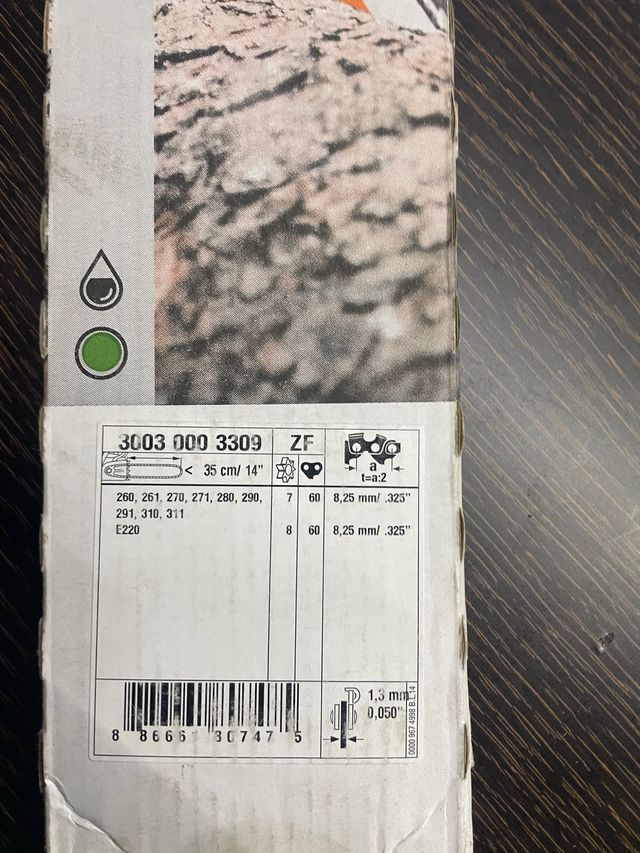 3003 000 3309 ZF
a
t=a:2
< 35 cm/ 14"
260, 261, 270, 271, 280, 290, 7 60 8,25 mm/ .325"
291, 310, 311
E220 8 60 8,25 mm/ .325"
1,3 mm
0,050"
8 86661 30747 5
0000 967 4998 B L14